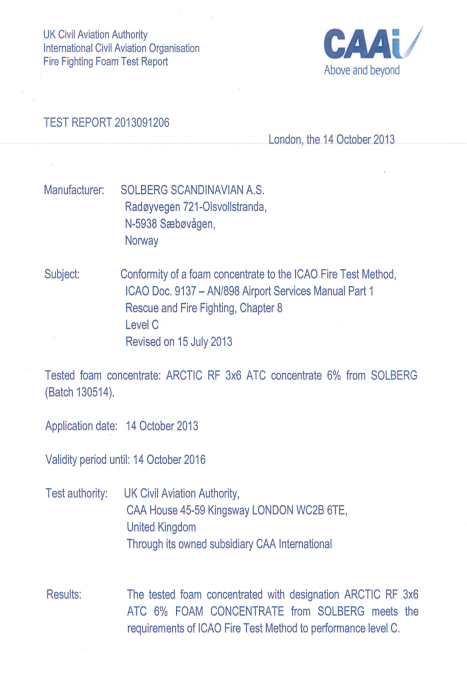 UK Civil Aviation Authority
International Civil Aviation Organisation
Fire Fighting Foam Test Report
CAAi
Above and beyond
TEST REPORT 2013091206
London, the 14 October 2013
Manufacturer: SOLBERG SCANDINAVIAN A.S.
Radøyvegen 721-Olsvollstranda,
N-5938 Sæbøvågen,
Norway
Subject: Conformity of a foam concentrate to the ICAO Fire Test Method,
ICAO Doc. 9137 – AN/898 Airport Services Manual Part 1
Rescue and Fire Fighting, Chapter 8
Level C
Revised on 15 July 2013
Tested foam concentrate: ARCTIC RF 3x6 ATC concentrate 6% from SOLBERG
(Batch 130514).
Application date: 14 October 2013
Validity period until: 14 October 2016
Test authority: UK Civil Aviation Authority,
CAA House 45-59 Kingsway LONDON WC2B 6TE,
United Kingdom
Through its owned subsidiary CAA International
Results: The tested foam concentrated with designation ARCTIC RF 3x6
ATC 6% FOAM CONCENTRATE from SOLBERG meets the
requirements of ICAO Fire Test Method to performance level C.